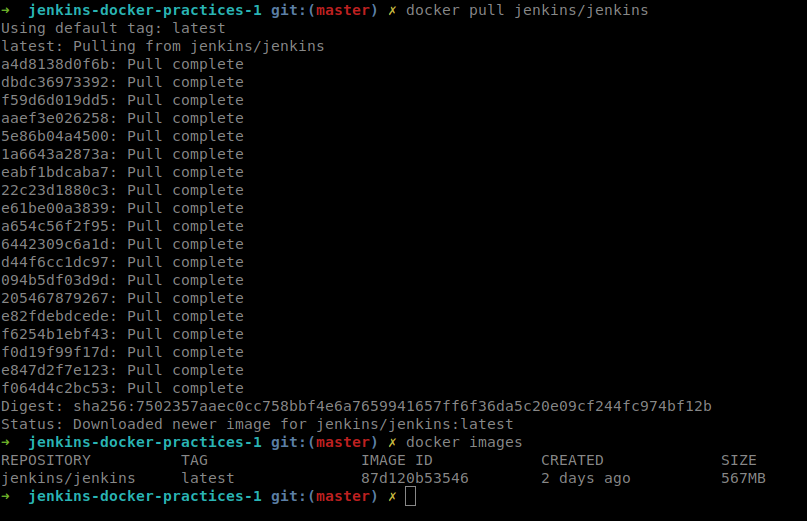 ➜  jenkins-docker-practices-1 git:(master) ✗ docker pull jenkins/jenkins
Using default tag: latest
latest: Pulling from jenkins/jenkins
a4d8138d0f6b: Pull complete
dbdc36973392: Pull complete
f59d6d019dd5: Pull complete
aaef3e026258: Pull complete
5e86b04a4500: Pull complete
1a6643a2873a: Pull complete
eabf1bdcaba7: Pull complete
22c23d1880c3: Pull complete
e61be00a3839: Pull complete
a654c56f2f95: Pull complete
6442309c6a1d: Pull complete
d44f6cc1dc97: Pull complete
094b5df03d9d: Pull complete
205467879267: Pull complete
e82fdebdcede: Pull complete
f6254b1ebf43: Pull complete
f0d19f99f17d: Pull complete
e847d2f7e123: Pull complete
f064d4c2bc53: Pull complete
Digest: sha256:7502357aaec0cc758bbf4e6a7659941657ff6f36da5c20e09cf244fc974bf12b
Status: Downloaded newer image for jenkins/jenkins:latest
➜  jenkins-docker-practices-1 git:(master) ✗ docker images
REPOSITORY          TAG                 IMAGE ID            CREATED             SIZE
jenkins/jenkins     latest              87d120b53546        2 days ago          567MB
➜  jenkins-docker-practices-1 git:(master) ✗